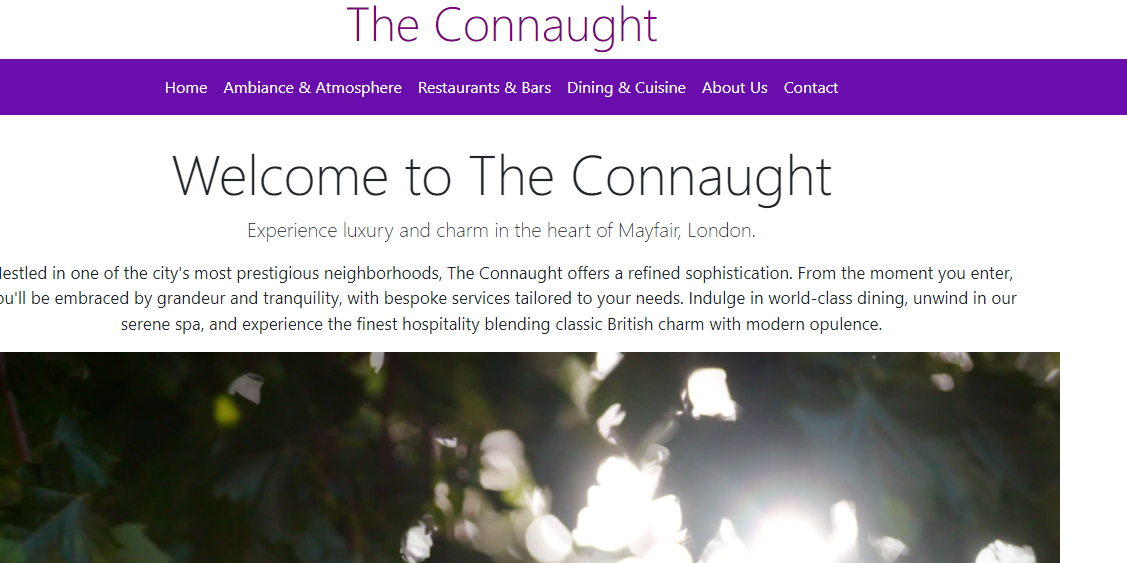 The Connaught
Home Ambiance & Atmosphere Restaurants & Bars Dining & Cuisine About Us Contact
Welcome to The Connaught
Experience luxury and charm in the heart of Mayfair, London.
in one of the city's most prestigious neighborhoods, The Connaught offers a refined sophistication. From the moment you enter,
be embraced by grandeur and tranquility, with bespoke services tailored to your needs. Indulge in world-class dining, unwind in our
serene spa, and experience the finest hospitality blending classic British charm with modern opulence.